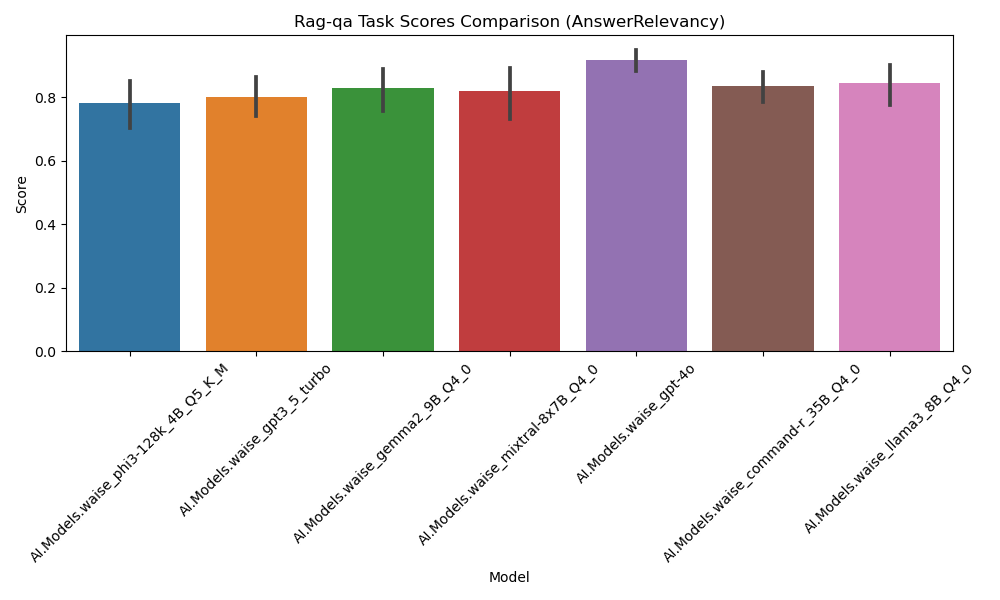 Rag-qa Task Scores Comparison (AnswerRelevancy)
Score
0.8
0.6
0.4
0.2
0.0
AI.Models.waise_phi3-128k_4B_Q5_K_M
AI.Models.waise_gpt3_5_turbo
AI.Models.waise_gemma2_9B_Q4_0
AI.Models.waise_mixtral-8x7B_Q4_0
AI.Models.waise_gpt-4o
AI.Models.waise_command-r_35B_Q4_0
AI.Models.waise_llama3_8B_Q4_0
Model